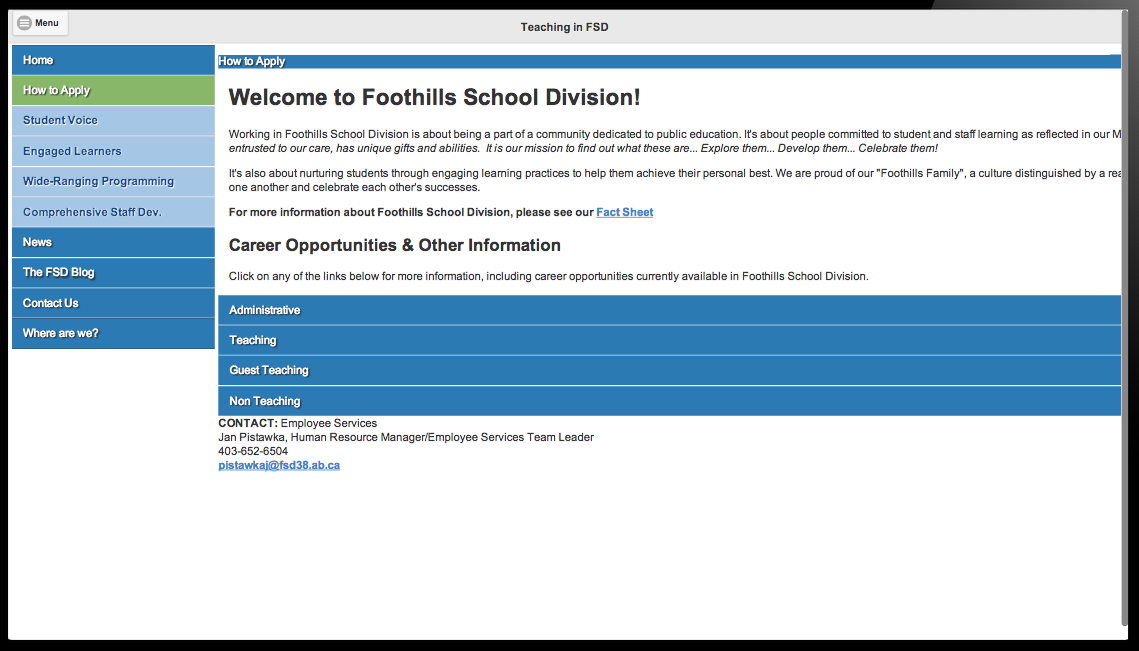 Menu
Teaching in FSD
Home
How to Apply
Student Voice
Engaged Learners
Wide-Ranging Programming
Comprehensive Staff Dev.
News
The FSD Blog
Contact Us
Where are we?
How to Apply
Welcome to Foothills School Division!
Working in Foothills School Division is about being a part of a community dedicated to public education. It's about people committed to student and staff learning as reflected in our M
entrusted to our care, has unique gifts and abilities. It is our mission to find out what these are... Explore them... Develop them... Celebrate them!
It's also about nurturing students through engaging learning practices to help them achieve their personal best. We are proud of our "Foothills Family", a culture distinguished by a rea
one another and celebrate each other's successes.
For more information about Foothills School Division, please see our Fact Sheet
Career Opportunities & Other Information
Click on any of the links below for more information, including career opportunities currently available in Foothills School Division.
Administrative
Teaching
Guest Teaching
Non Teaching
CONTACT: Employee Services
Jan Pistawka, Human Resource Manager/Employee Services Team Leader
403-652-6504
pistawkaj@fsd38.ab.ca